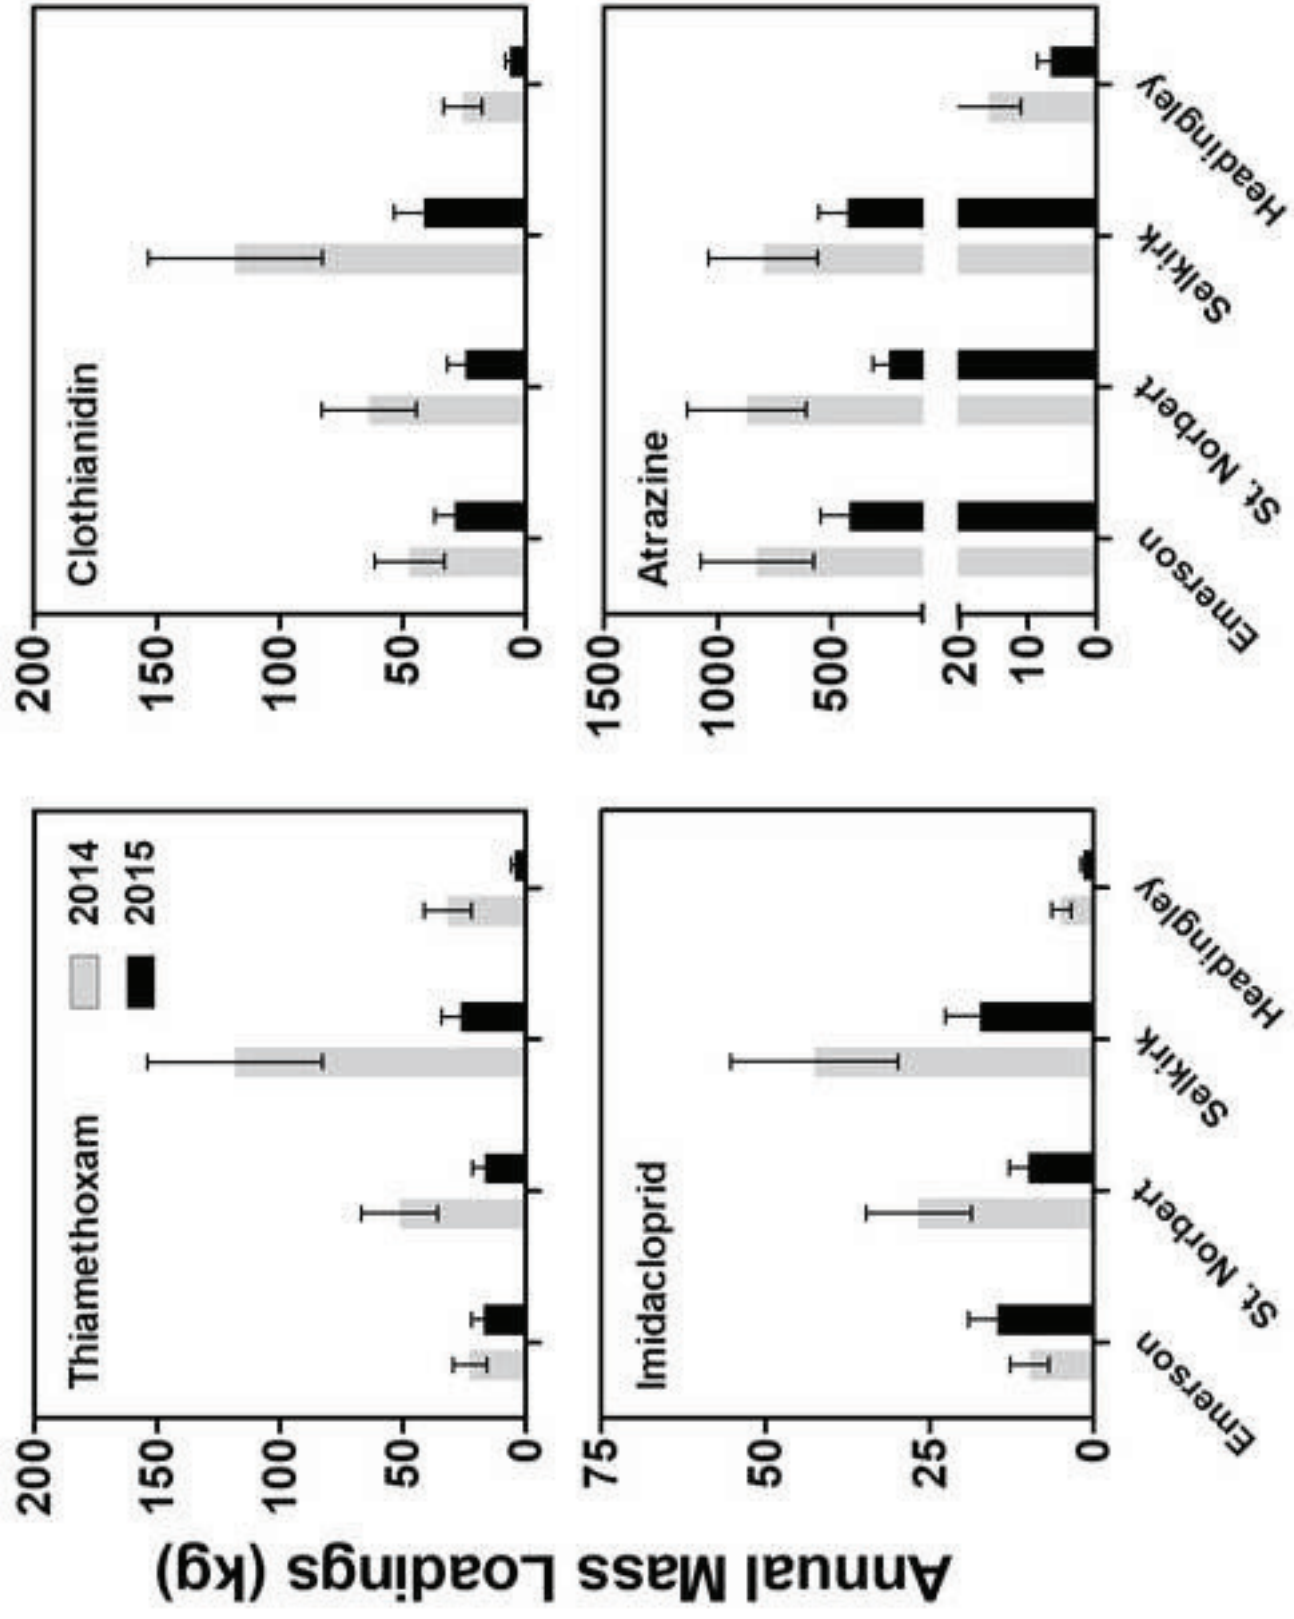 Annual Mass Loadings (kg)
Thiamethoxam
2014
2015
200
150
100
50
0
Clothianidin
200
150
100
50
0
Imidacloprid
75
50
25
0
Emerson
St. Norbert
Selkirk
Headingley
Atrazine
1500
1000
500
20
10
0
Emerson
St. Norbert
Selkirk
Headingley